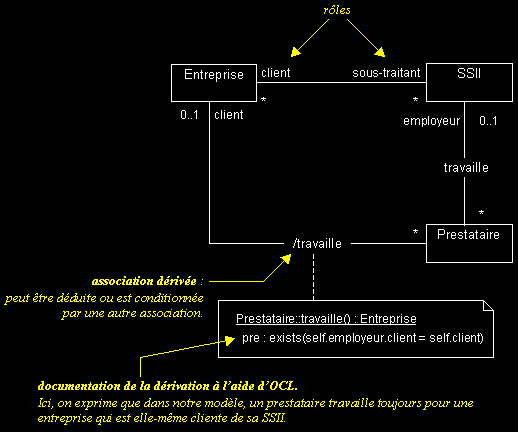 rôles
Entreprise
client
sous-traitant
SSII
*
*
0..1
client
employeur
0..1
travaille
*
*
Prestataire
/travaille
association dérivée :
peut être déduite ou est conditionnée
par une autre association.
Prestataire::travaille() : Entreprise
pre : exists(self.employeur.client = self.client)
documentation de la dérivation à l'aide d'OCL.
Ici, on exprime que dans notre modèle, un prestataire travaille toujours pour une
entreprise qui est elle-même cliente de sa SSII.